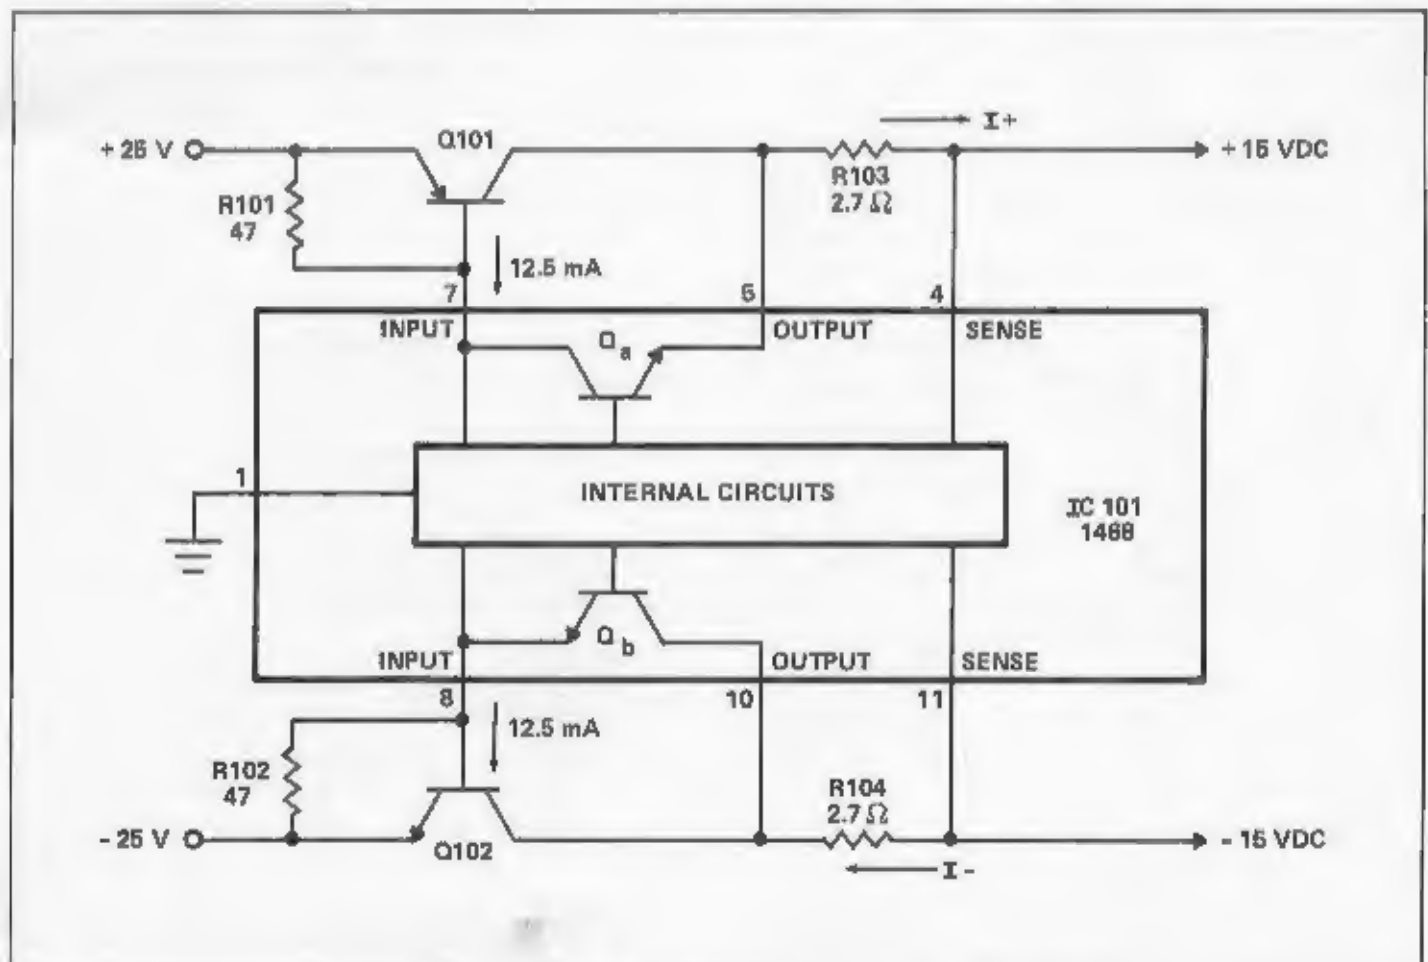 + 25 V
Q101
I+
+ 15 VDC
R101
47
R103
2.7 Ω
12.5 mA
7
5
4
INPUT
Q a
OUTPUT
SENSE
1
INTERNAL CIRCUITS
IC 101
1468
INPUT
Q b
OUTPUT
SENSE
8
10
11
12.5 mA
R102
47
R104
2.7 Ω
- 25 V
Q102
I -
- 15 VDC